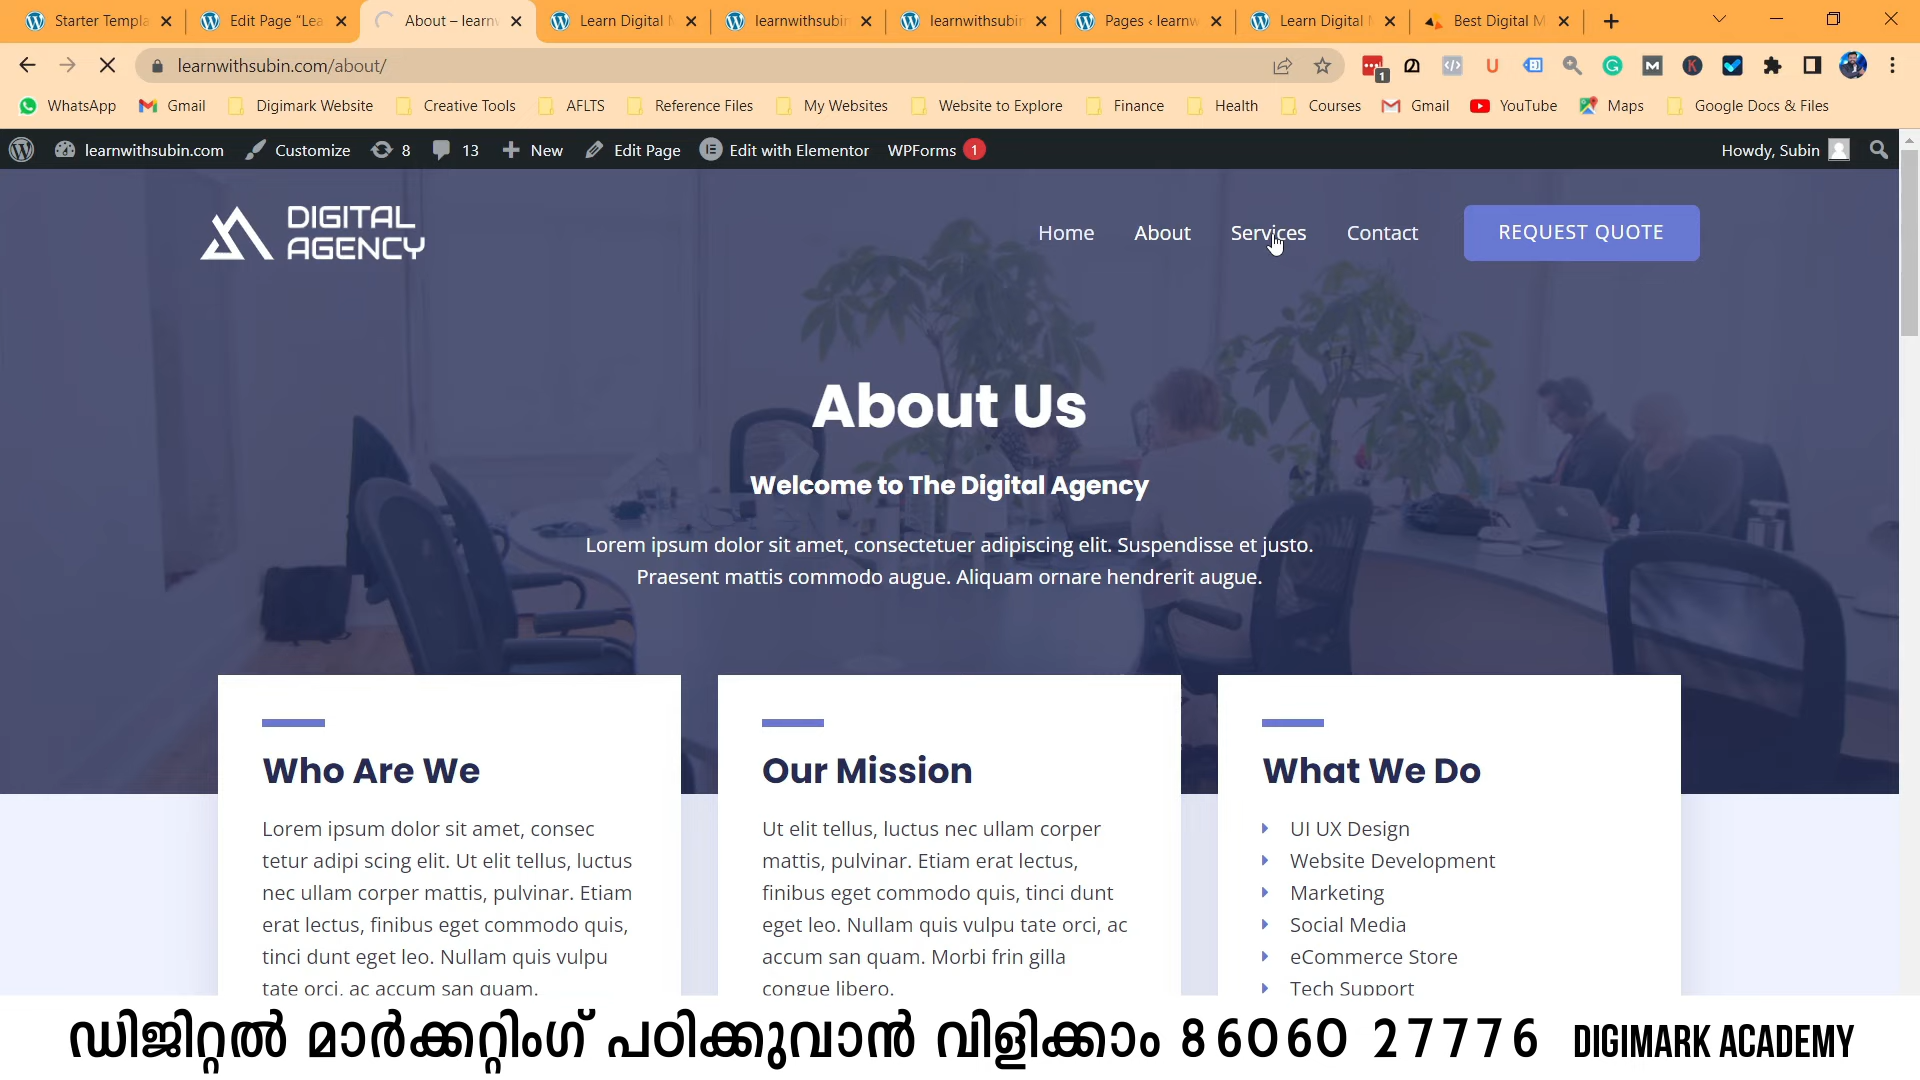 Starter Templa Edit Page “Lea About – learnw Learn Digital M learnwithsubin learnwithsubin Pages ‹ learnw Learn Digital M Best Digital M
learnwithsubin.com/about/
1
WhatsApp Gmail Digimark Website Creative Tools AFLTS Reference Files My Websites Website to Explore Finance Health Courses Gmail YouTube Maps Google Docs & Files
learnwithsubin.com Customize 8 13 New Edit Page Edit with Elementor WPForms 1 Howdy, Subin
DIGITAL
AGENCY
Home About Services Contact REQUEST QUOTE
About Us
Welcome to The Digital Agency
Lorem ipsum dolor sit amet, consectetuer adipiscing elit. Suspendisse et justo.
Praesent mattis commodo augue. Aliquam ornare hendrerit augue.
Who Are We
Lorem ipsum dolor sit amet, consec
tetur adipi scing elit. Ut elit tellus, luctus
nec ullam corper mattis, pulvinar. Etiam
erat lectus, finibus eget commodo quis,
tinci dunt eget leo. Nullam quis vulpu
tate orci, ac accum san quam.
Our Mission
Ut elit tellus, luctus nec ullam corper
mattis, pulvinar. Etiam erat lectus,
finibus eget commodo quis, tinci dunt
eget leo. Nullam quis vulpu tate orci, ac
accum san quam. Morbi frin gilla
congue libero.
What We Do
UI UX Design
Website Development
Marketing
Social Media
eCommerce Store
Tech Support
ഡിജിറ്റൽ മാർക്കറ്റിംഗ് പഠിക്കുവാൻ വിളിക്കാം 86060 27776 DIGIMARK ACADEMY